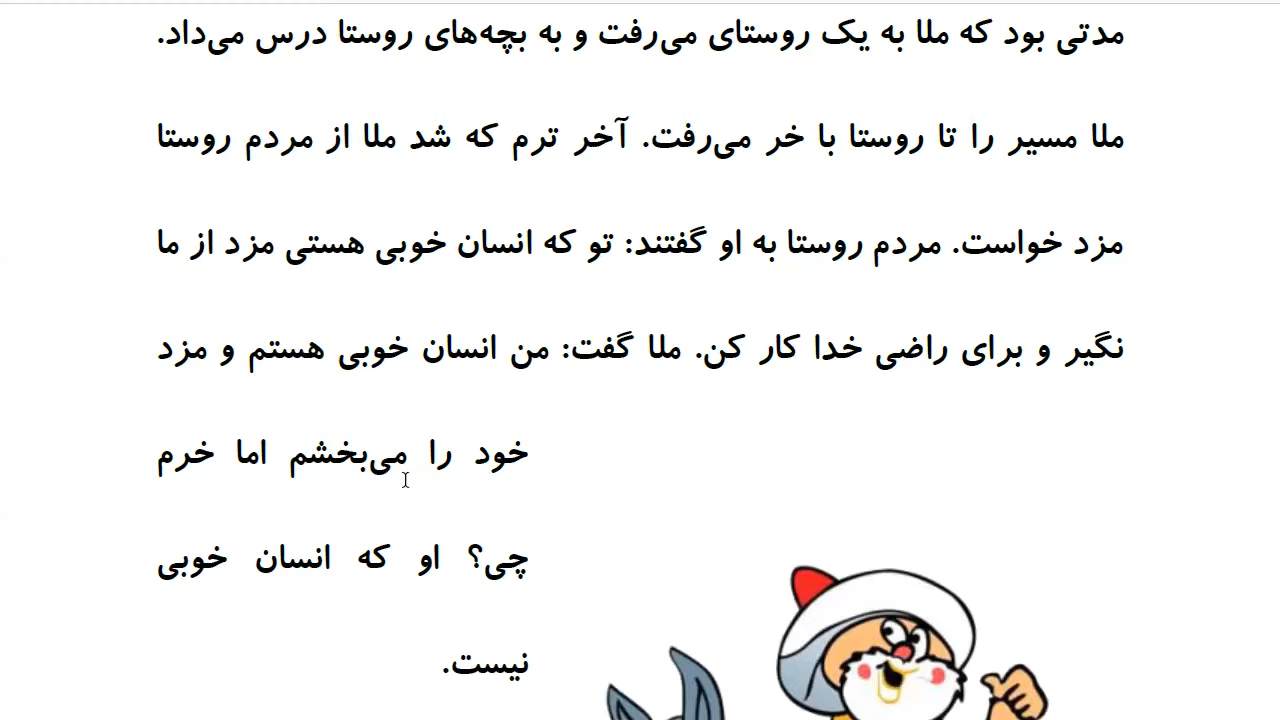 مدتی بود که ملا به یک روستای می‌رفت و به بچه‌های روستا درس می‌داد.
ملا مسیر را تا روستا با خر می‌رفت. آخر ترم که شد ملا از مردم روستا
مزد خواست. مردم روستا به او گفتند: تو که انسان خوبی هستی مزد از ما
نگیر و برای راضی خدا کار کن. ملا گفت: من انسان خوبی هستم و مزد
خود را می‌بخشم اما خرم
چی؟ او که انسان خوبی
نیست.